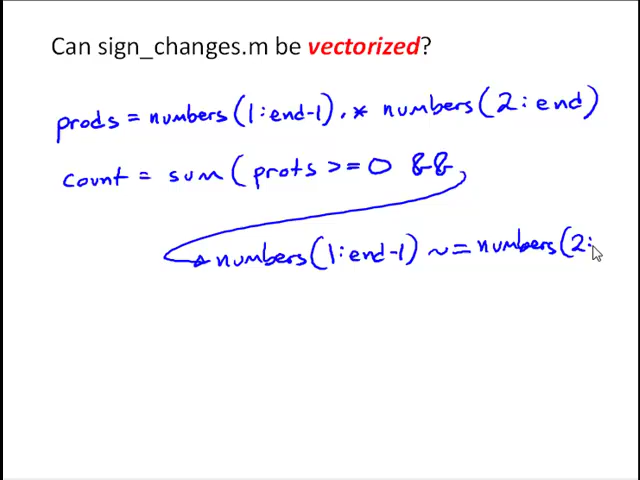 Can sign_changes.m be vectorized?
prods = numbers(1:end-1) .* numbers(2:end)
count = sum( prots >= 0 &&
numbers(1:end-1) ~= numbers(2: